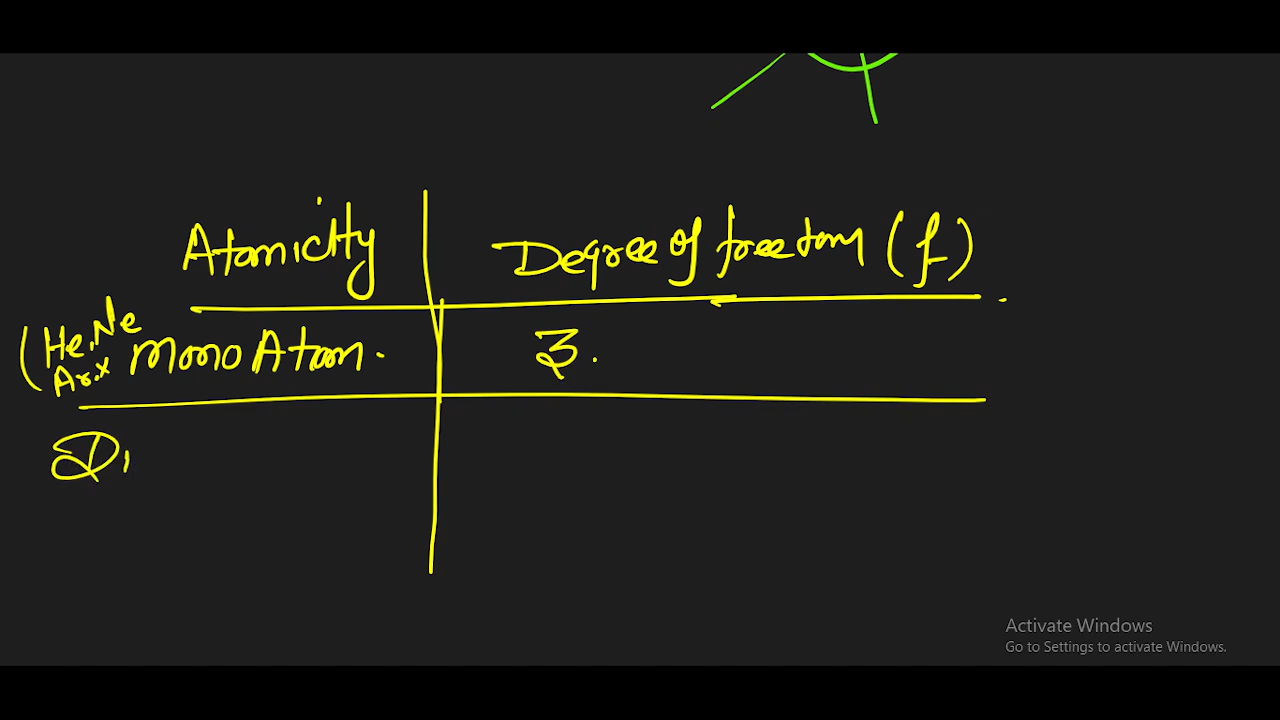 Atomicity Degree of freedom (f)
(He, Ne
Ar, x Mono Atom. 3.
Di
Activate Windows
Go to Settings to activate Windows.